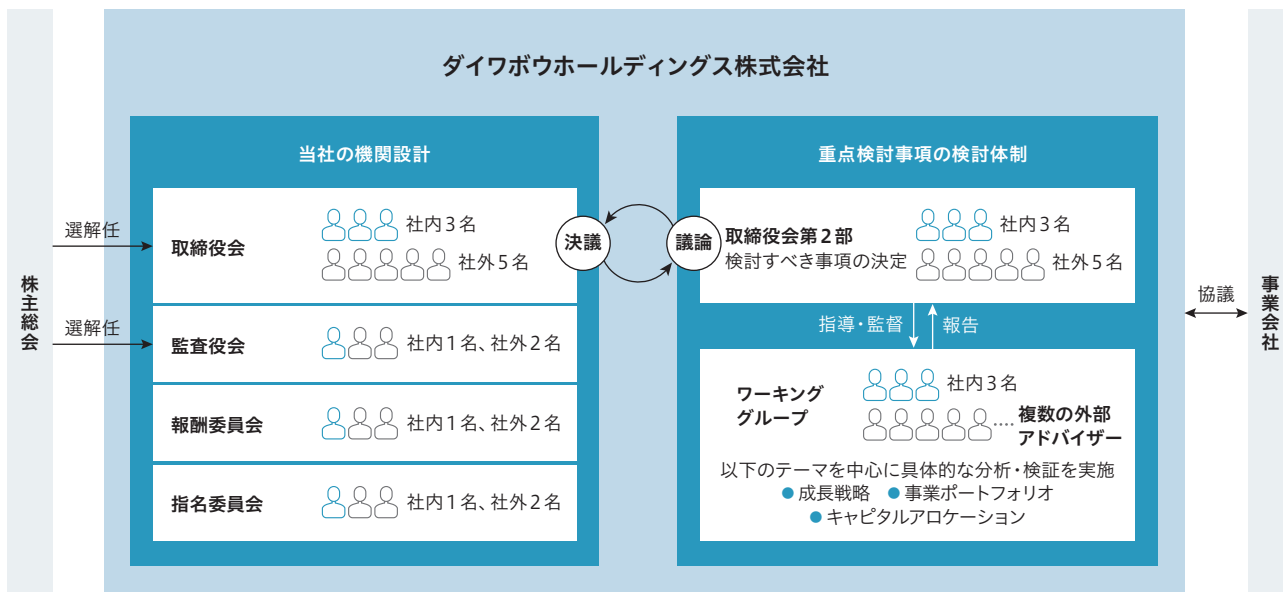 ダイワボウホールディングス株式会社
株主総会
選解任
選解任
当社の機関設計
取締役会
社内3名
社外5名
監査役会
社内1名、社外2名
報酬委員会
社内1名、社外2名
指名委員会
社内1名、社外2名
決議
議論
重点検討事項の検討体制
取締役会第2部
検討すべき事項の決定
社内3名
社外5名
指導・監督
報告
ワーキング
グループ
社内3名
‥‥複数の外部
アドバイザー
以下のテーマを中心に具体的な分析・検証を実施
● 成長戦略 ● 事業ポートフォリオ
● キャピタルアロケーション
協議
事業会社